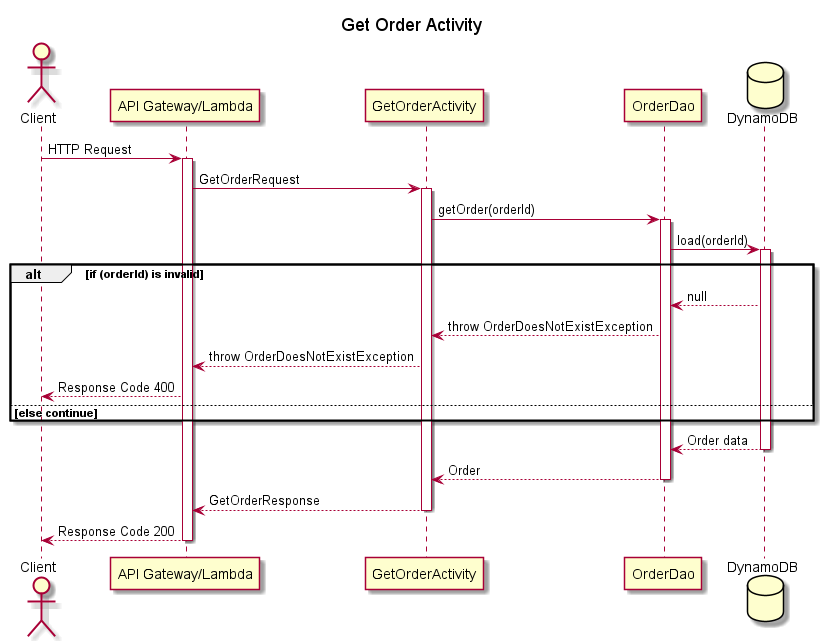 Get Order Activity
Client
API Gateway/Lambda
GetOrderActivity
OrderDao
DynamoDB
HTTP Request
GetOrderRequest
getOrder(orderId)
load(orderId)
alt
[if (orderId) is invalid]
null
throw OrderDoesNotExistException
throw OrderDoesNotExistException
Response Code 400
[else continue]
Order data
Order
GetOrderResponse
Response Code 200
Client
API Gateway/Lambda
GetOrderActivity
OrderDao
DynamoDB